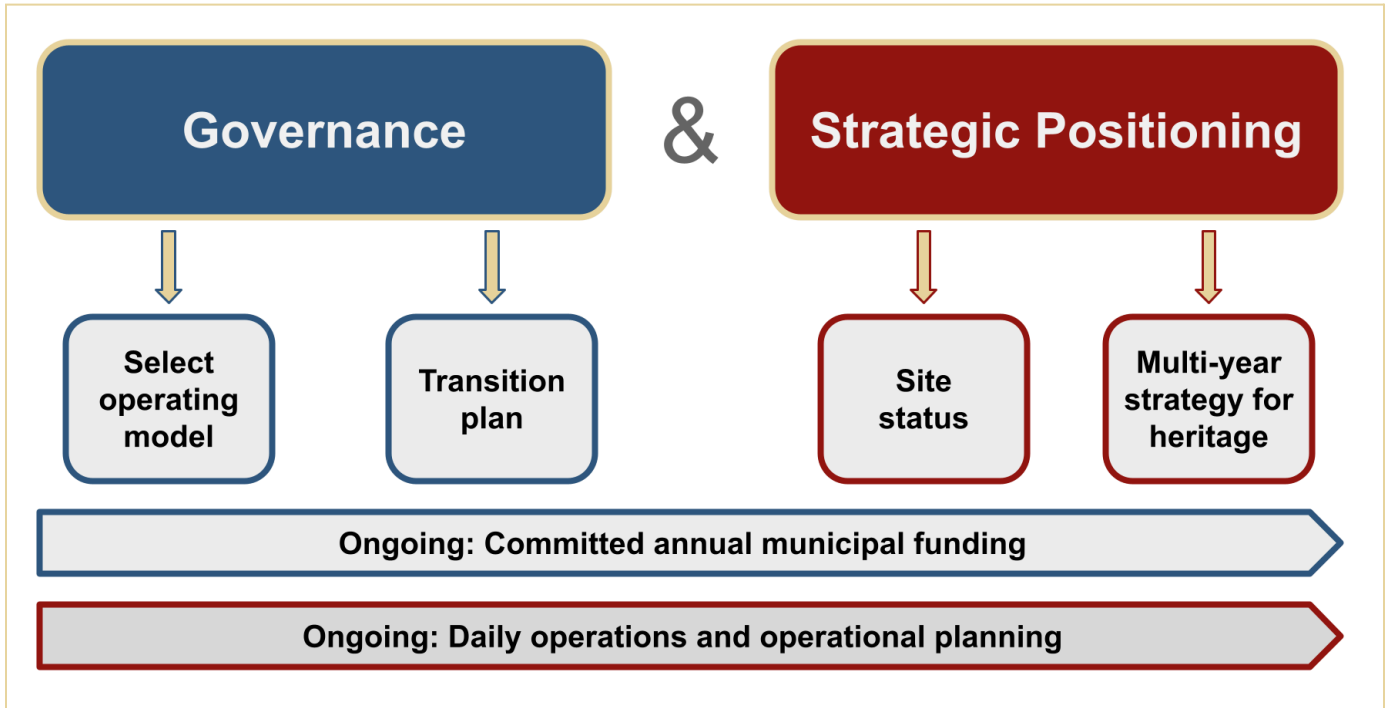 Governance
&
Strategic Positioning
Select
operating
model
Transition
plan
Site
status
Multi-year
strategy for
heritage
Ongoing: Committed annual municipal funding
Ongoing: Daily operations and operational planning